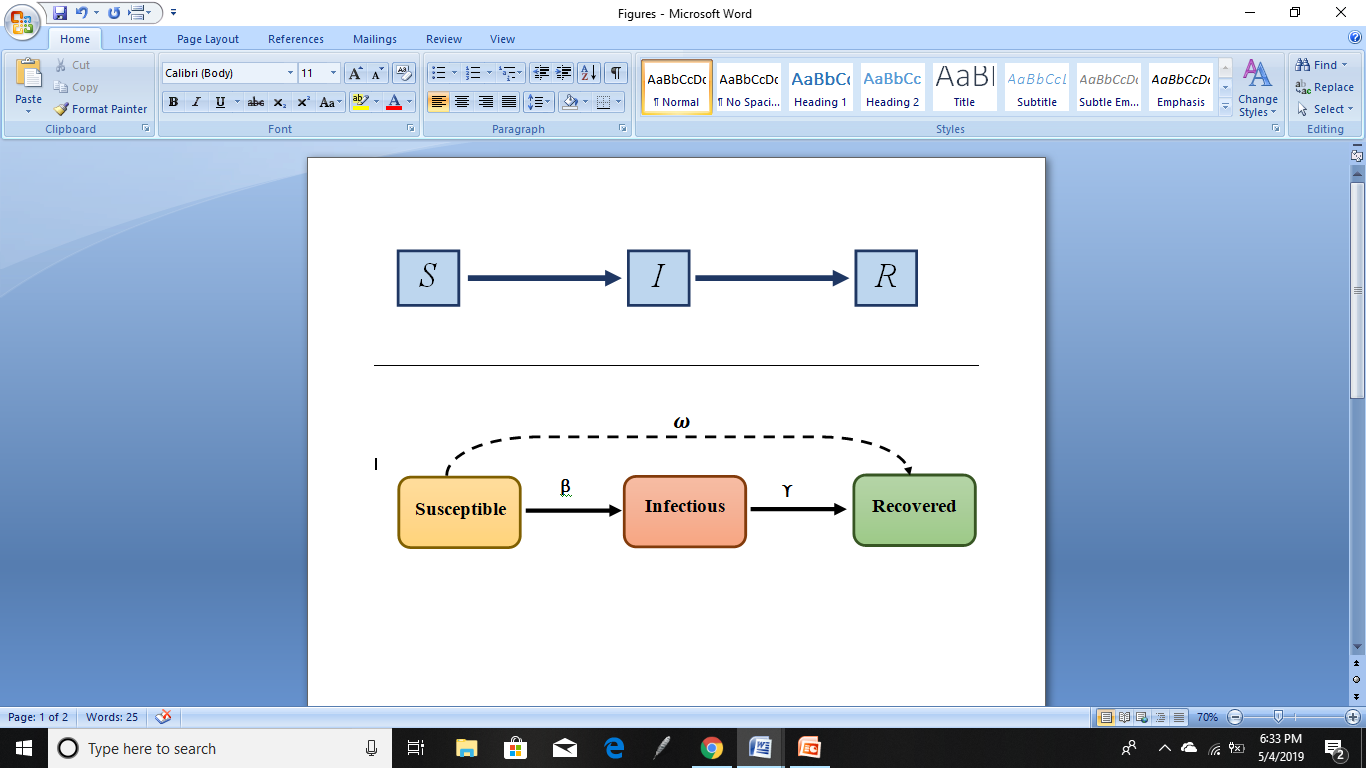 Figures - Microsoft Word
Home Insert Page Layout References Mailings Review View
Paste
Cut
Copy
Format Painter
Clipboard
Calibri (Body) 11
Font
Paragraph
AaBbCcDc AaBbCcDc AaBbCc AaBbCc AaBl AaBbCcL AaBbCcDc AaBbCcDc
¶ Normal ¶ No Spaci... Heading 1 Heading 2 Title Subtitle Subtle Em... Emphasis
Change
Styles
Styles
Find
Replace
Select
Editing
S I R
ω
β ϒ
Susceptible Infectious Recovered
Page: 1 of 2 Words: 25 70%
Type here to search
6:33 PM
5/4/2019
2